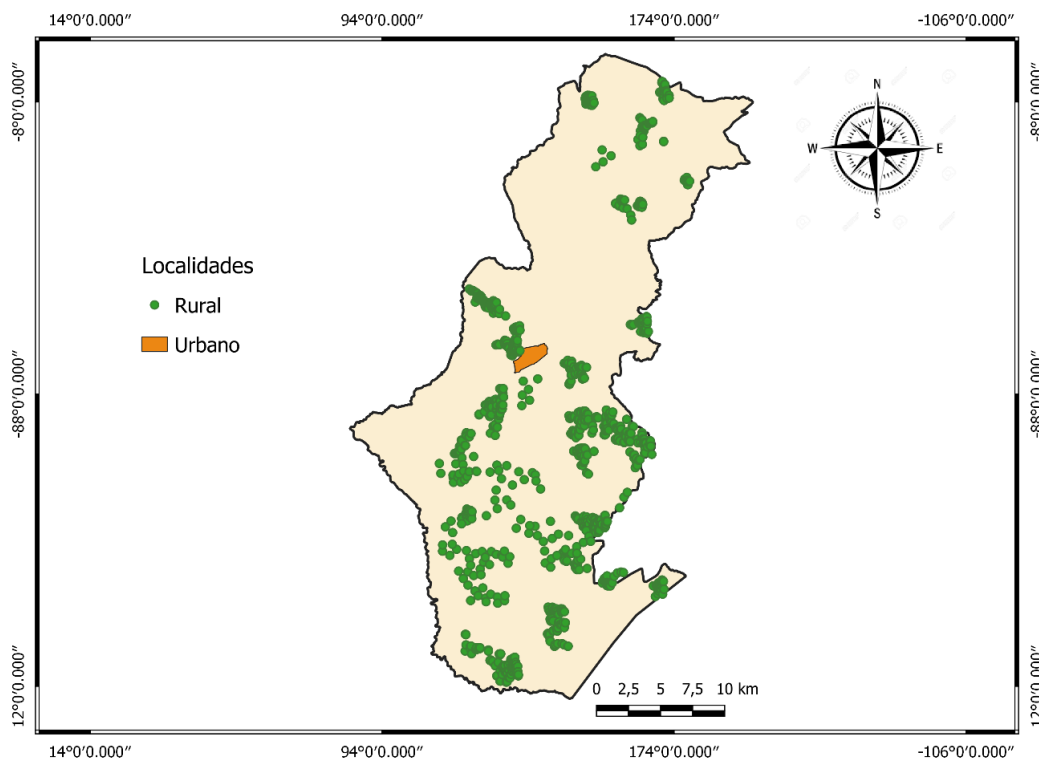 14°0′0.000″ 94°0′0.000″ 174°0′0.000″ -106°0′0.000″
-8°0′0.000″ -8°0′0.000″
N
W E
S
Localidades
Rural
Urbano
-88°0′0.000″ -88°0′0.000″
0 2,5 5 7,5 10 km
12°0′0.000″ 12°0′0.000″
14°0′0.000″ 94°0′0.000″ 174°0′0.000″ -106°0′0.000″